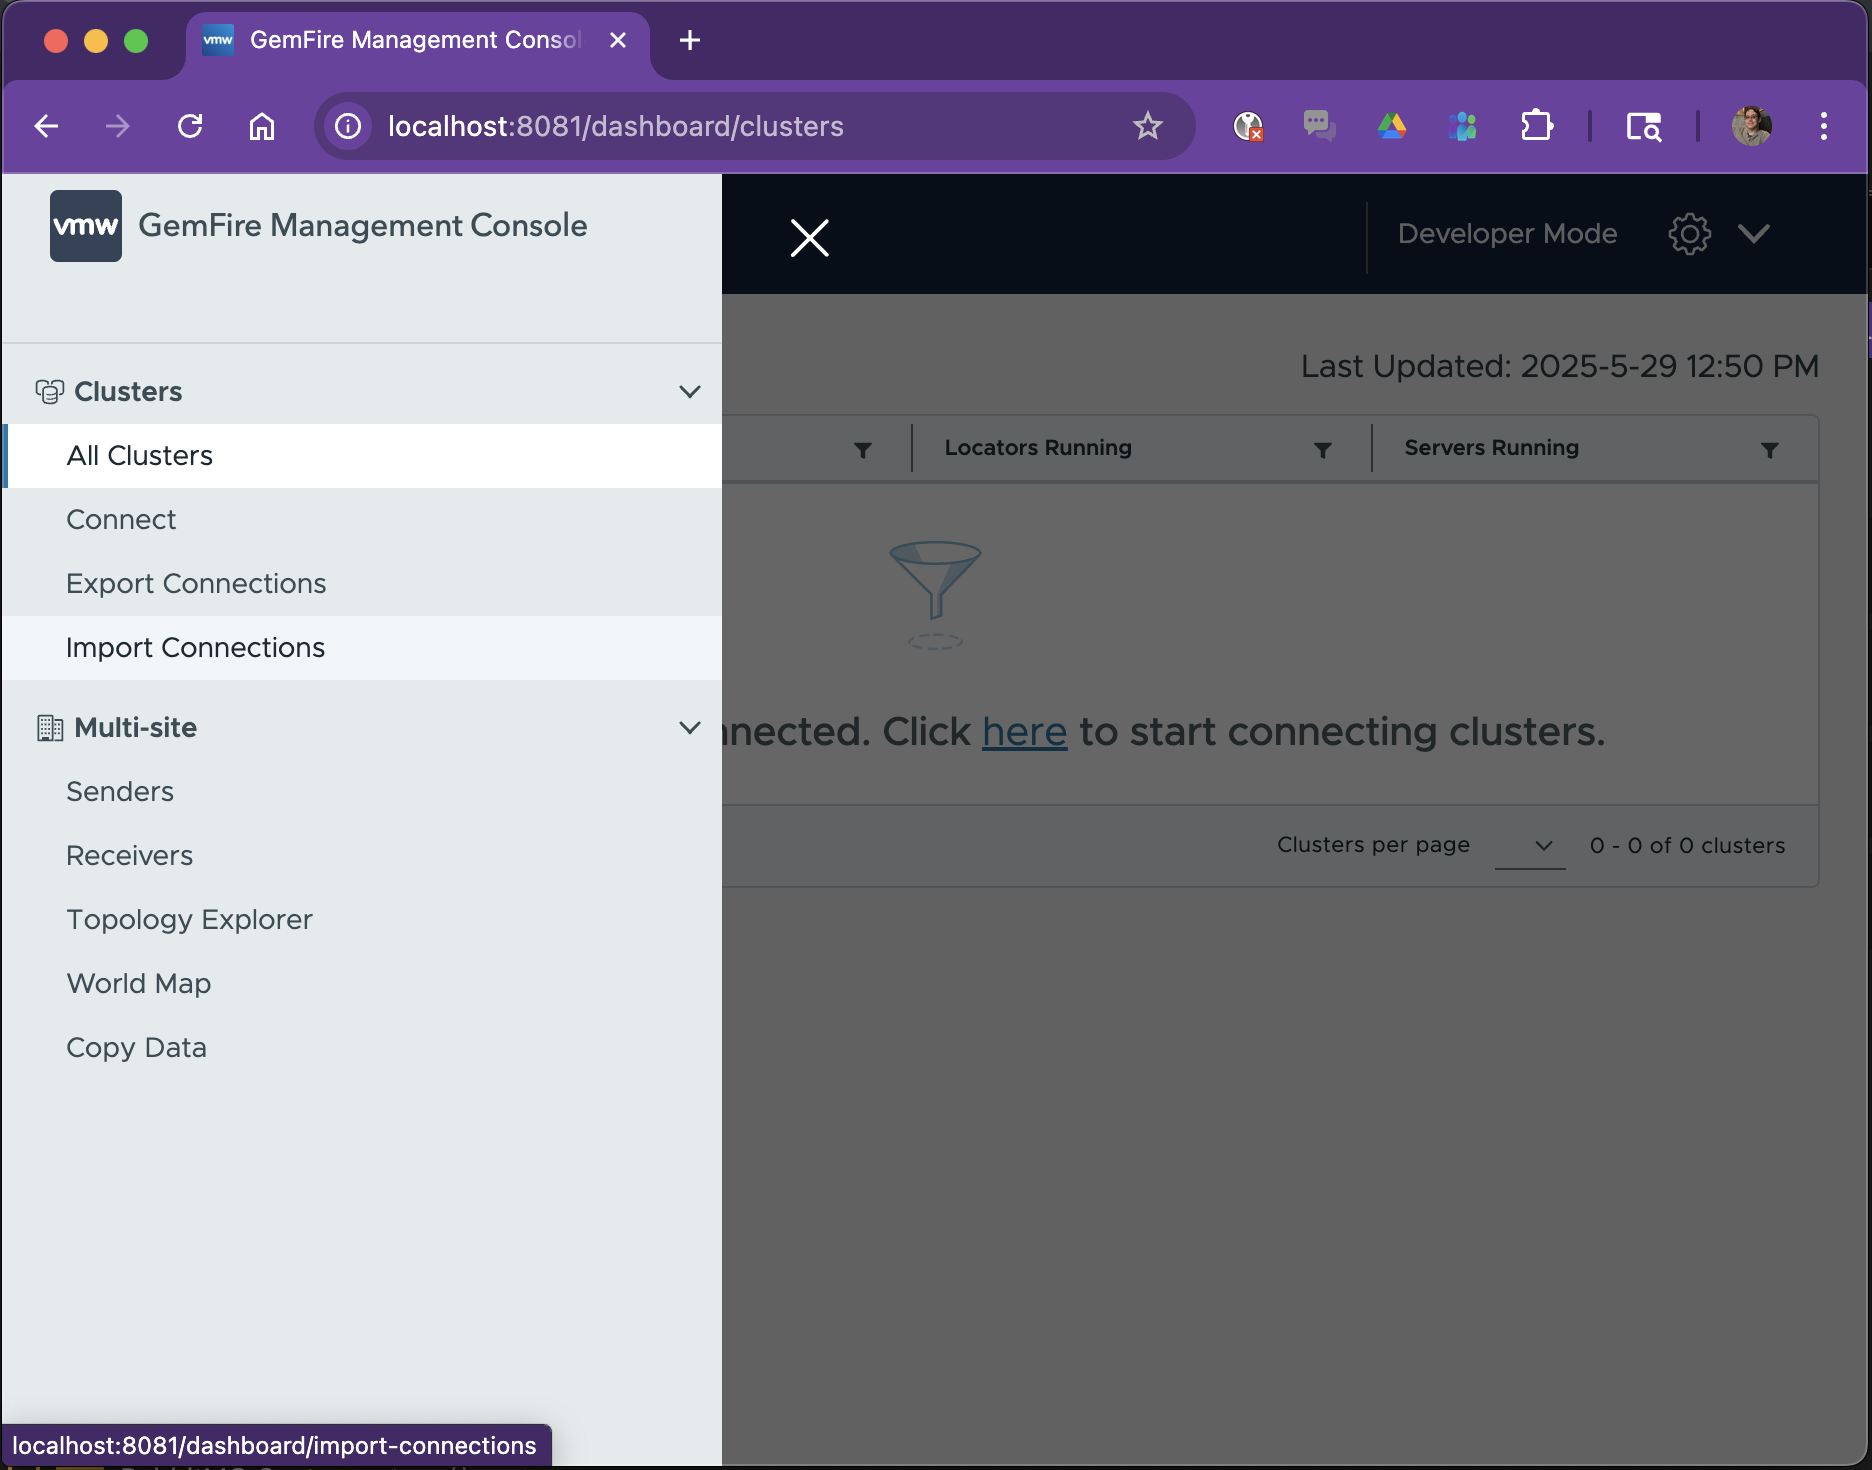 vmw GemFire Management Consol
localhost:8081/dashboard/clusters
vmw GemFire Management Console
Developer Mode
Last Updated: 2025-5-29 12:50 PM
Clusters
All Clusters
Connect
Export Connections
Import Connections
Multi-site
Senders
Receivers
Topology Explorer
World Map
Copy Data
Locators Running
Servers Running
nnected. Click here to start connecting clusters.
Clusters per page
0 - 0 of 0 clusters
localhost:8081/dashboard/import-connections